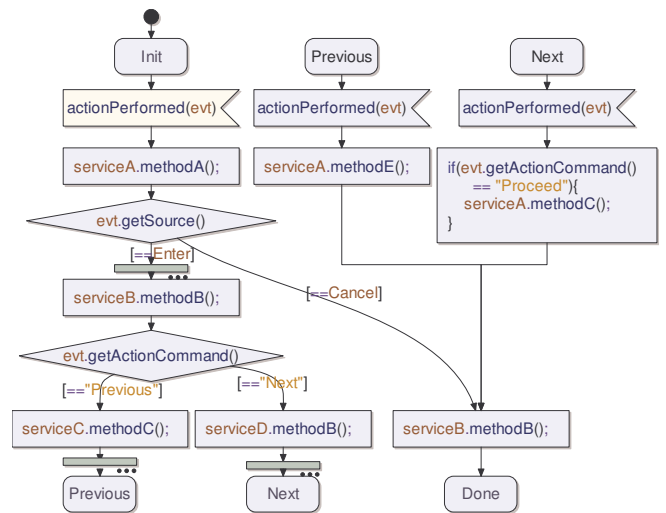 Init
Previous
Next
actionPerformed(evt)
actionPerformed(evt)
actionPerformed(evt)
serviceA.methodA();
serviceA.methodE();
if(evt.getActionCommand()
== "Proceed"){
serviceA.methodC();
}
evt.getSource()
[==Enter]
serviceB.methodB();
[==Cancel]
evt.getActionCommand()
[=="Previous"]
[=="Next"]
serviceC.methodC();
serviceD.methodB();
serviceB.methodB();
Previous
Next
Done